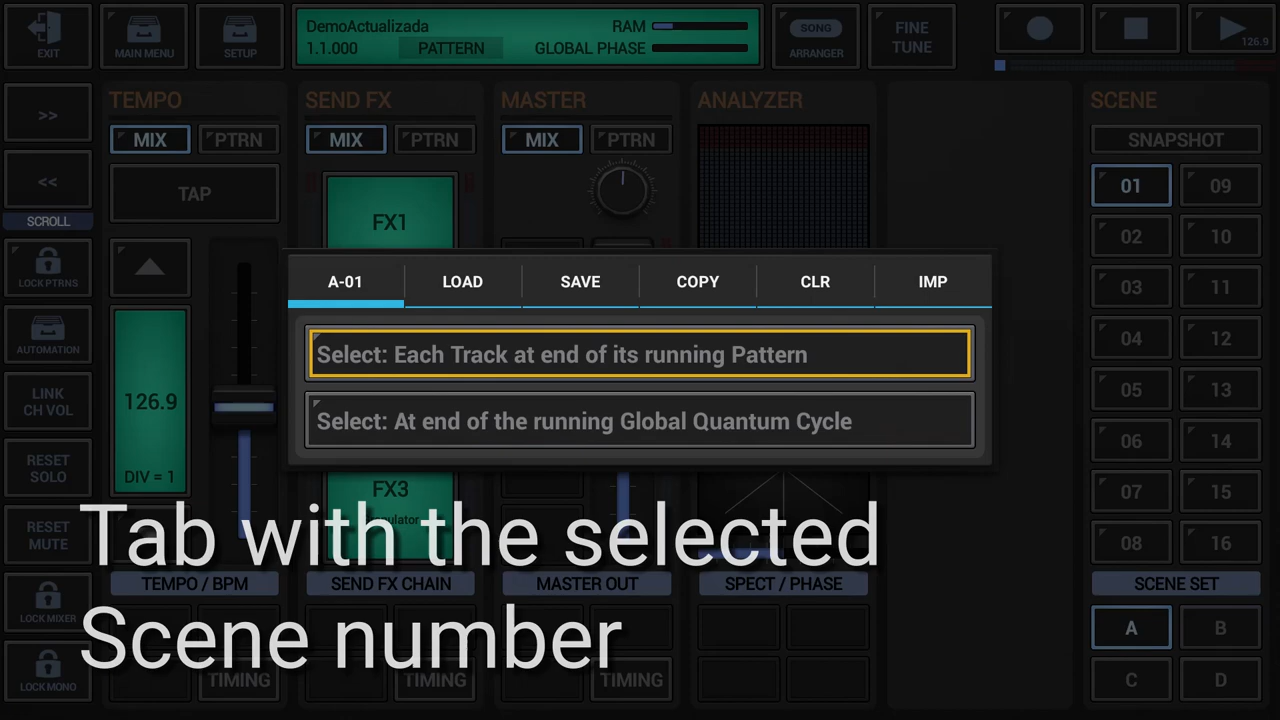 EXIT
MAIN MENU
SETUP
DemoActualizada
RAM
1.1.000
PATTERN
GLOBAL PHASE
SONG
ARRANGER
FINE
TUNE
126.9
>>
<<
SCROLL
LOCK PTRNS
AUTOMATION
LINK
CH VOL
RESET
SOLO
RESET
MUTE
LOCK MIXER
LOCK MONO
TEMPO
MIX
PTRN
TAP
126.9
DIV = 1
TEMPO / BPM
TIMING
SEND FX
MIX
PTRN
FX1
FX3
SEND FX CHAIN
TIMING
MASTER
MIX
PTRN
MASTER OUT
TIMING
ANALYZER
SPECT / PHASE
SCENE
SNAPSHOT
01
09
02
10
03
11
04
12
05
13
06
14
07
15
08
16
SCENE SET
A
B
C
D
A-01
LOAD
SAVE
COPY
CLR
IMP
Select: Each Track at end of its running Pattern
Select: At end of the running Global Quantum Cycle
Tab with the selected
Scene number